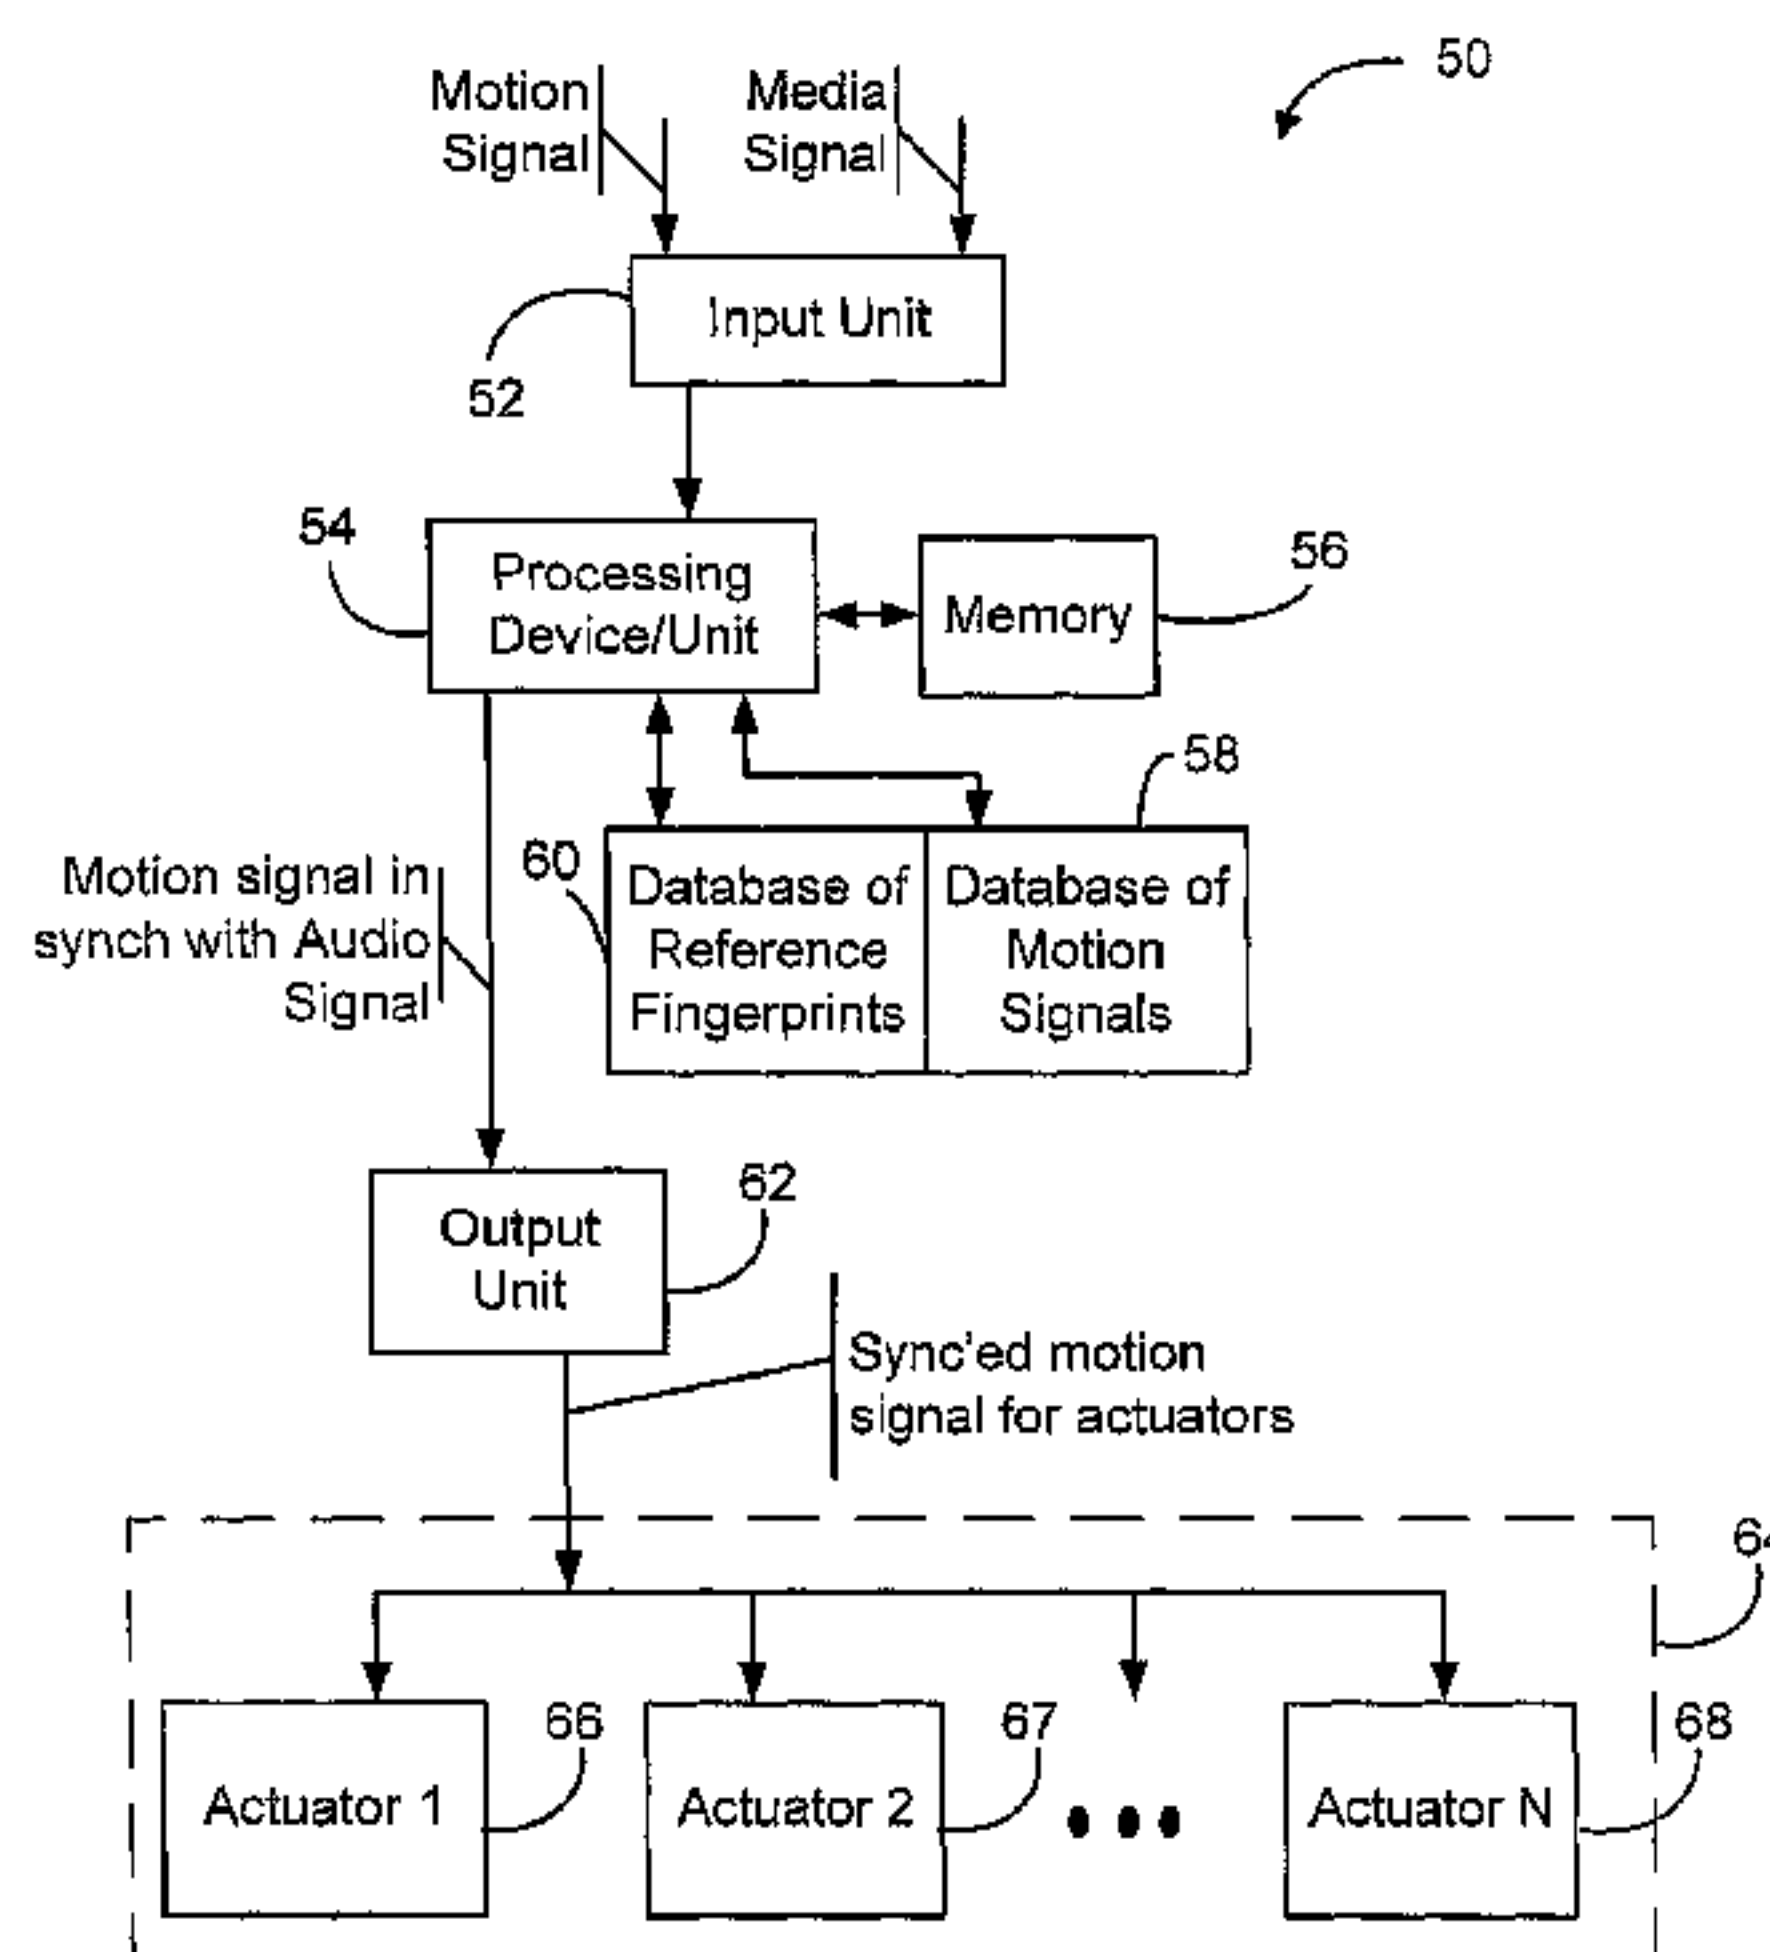 50
Motion
Signal
Media
Signal
Input Unit
52
54
Processing
Device/Unit
Memory
56
58
60
Database of
Reference
Fingerprints
Database of
Motion
Signals
Motion signal in
synch with Audio
Signal
Output
Unit
62
Sync'ed motion
signal for actuators
64
Actuator 1
66
Actuator 2
67
Actuator N
68